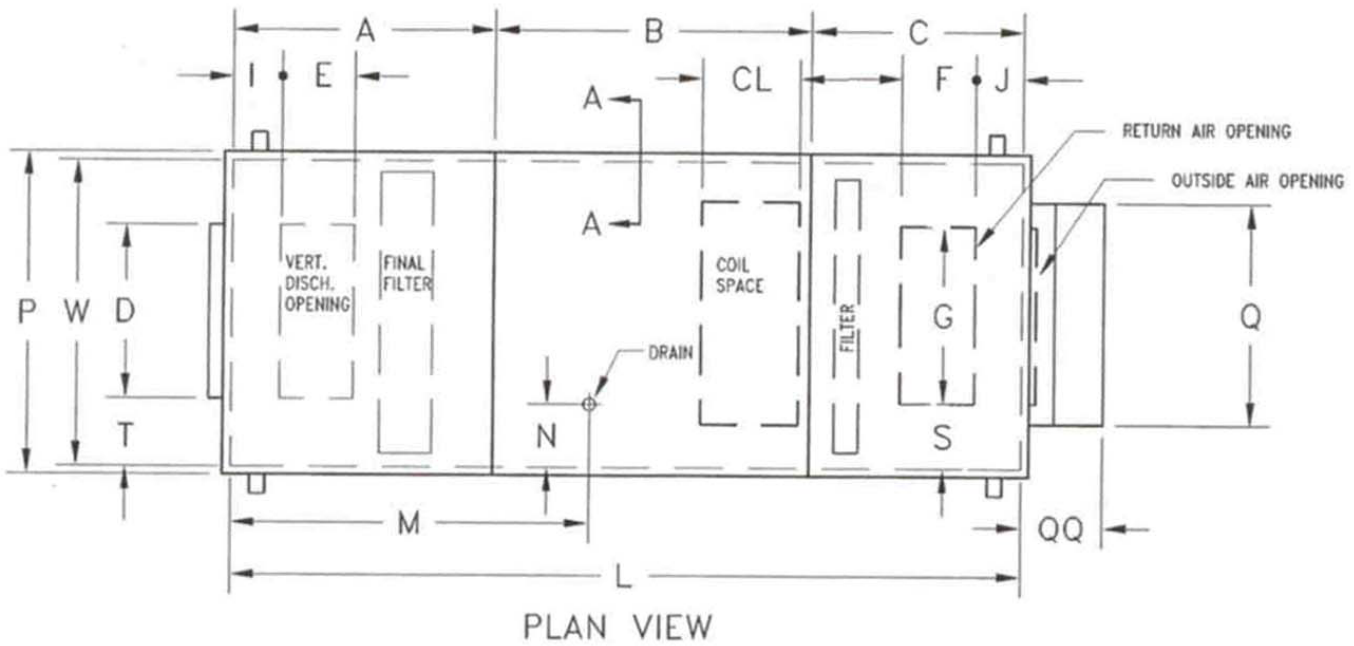 A
B
C
I
E
CL
F
J
A
RETURN AIR OPENING
OUTSIDE AIR OPENING
A
VERT.
DISCH.
OPENING
FINAL
FILTER
COIL
SPACE
P
W
D
FILTER
G
Q
DRAIN
T
N
S
M
QQ
L
PLAN VIEW